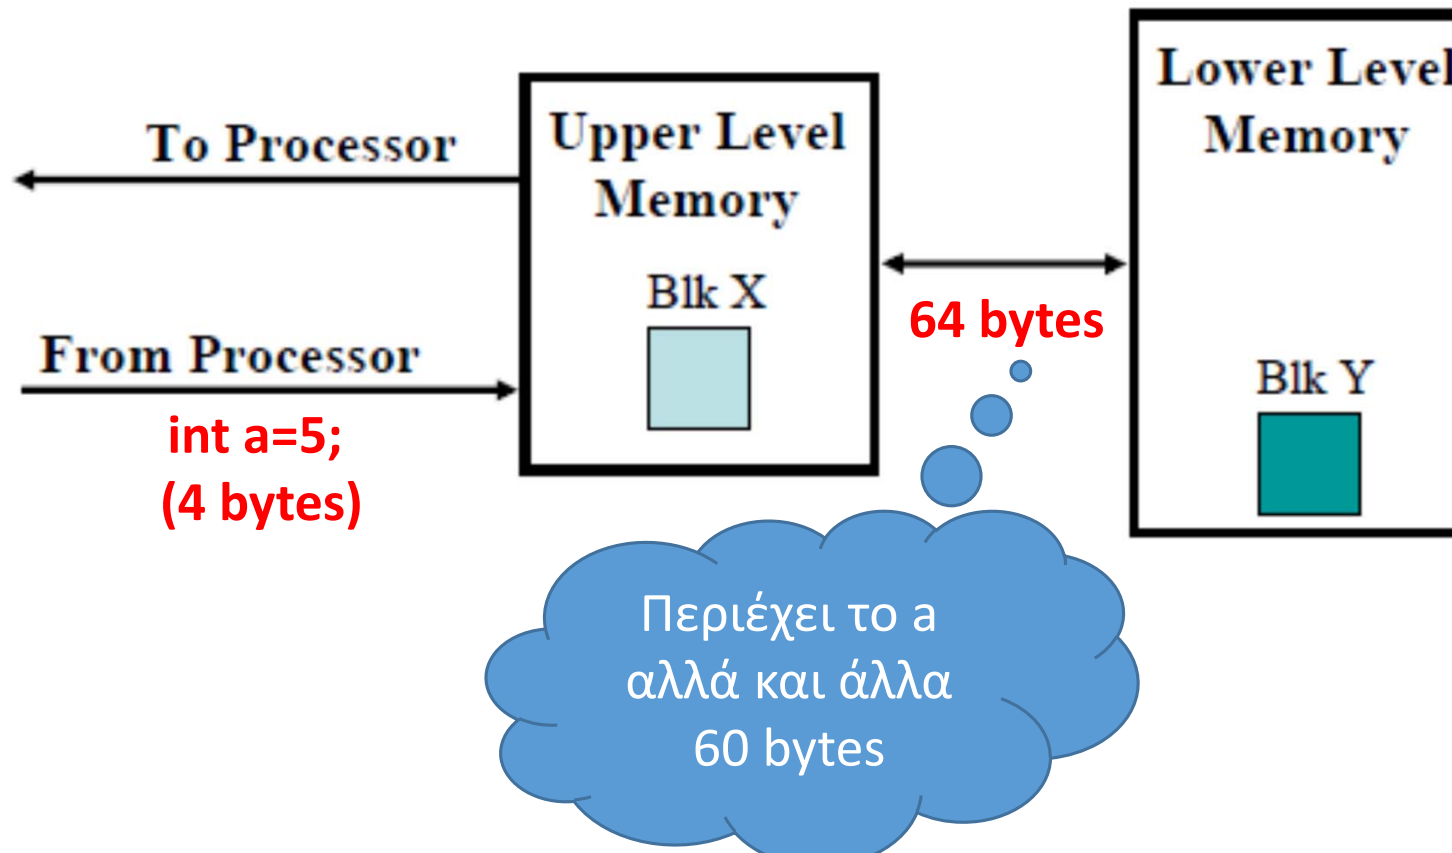 To Processor
From Processor
int a=5;
(4 bytes)
Upper Level
Memory
Blk X
64 bytes
Lower Level
Memory
Blk Y
Περιέχει το a
αλλά και άλλα
60 bytes